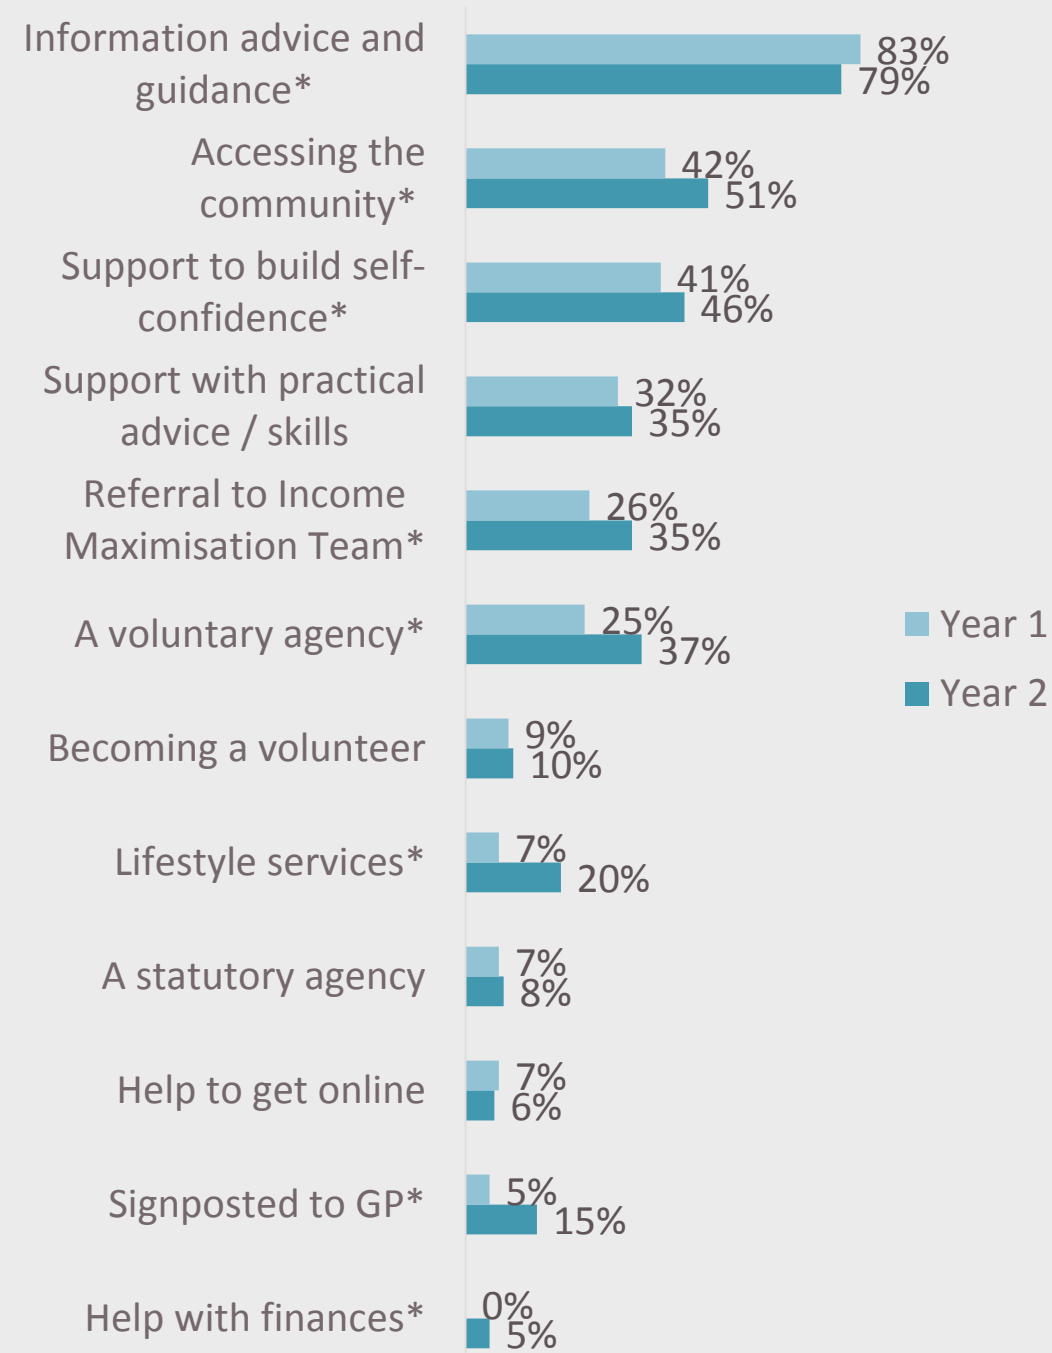 Information advice and
guidance*
83%
79%
Accessing the
community*
42%
51%
Support to build self-
confidence*
41%
46%
Support with practical
advice / skills
32%
35%
Referral to Income
Maximisation Team*
26%
35%
A voluntary agency*
25%
37%
Year 1
Year 2
Becoming a volunteer
9%
10%
Lifestyle services*
7%
20%
A statutory agency
7%
8%
Help to get online
7%
6%
Signposted to GP*
5%
15%
Help with finances*
0%
5%